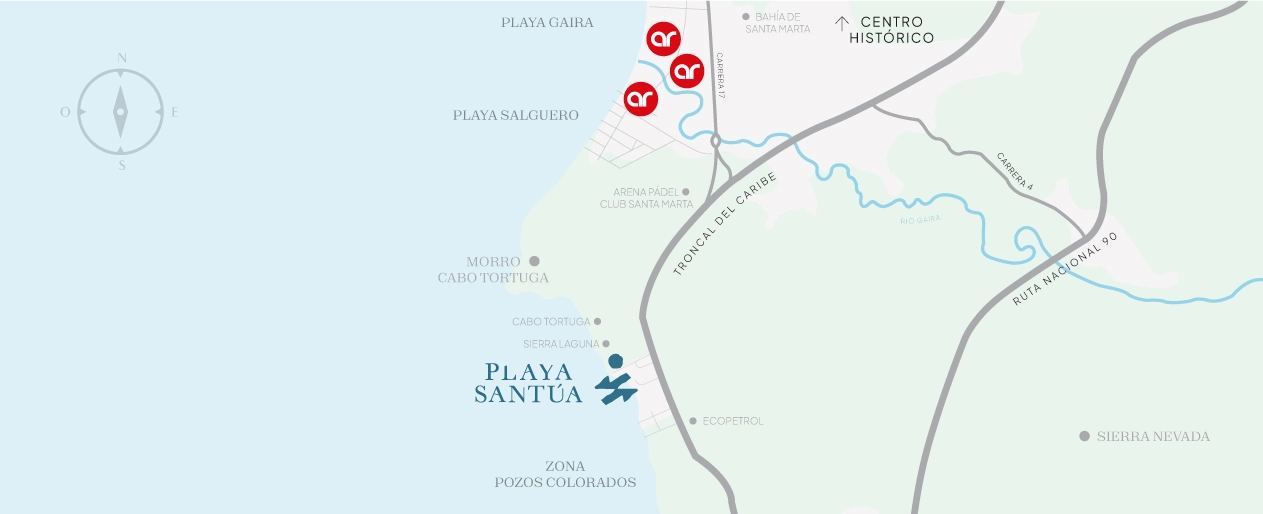 PLAYA GAIRA
BAHÍA DE
SANTA MARTA
CENTRO
HISTÓRICO
ar
ar
ar
CARRERA 17
N
O
E
S
PLAYA SALGUERO
CARRERA 4
ARENA PÁDEL
CLUB SANTA MARTA
TRONCAL DEL CARIBE
RÍO GAIRA
RUTA NACIONAL 90
MORRO
CABO TORTUGA
CABO TORTUGA
SIERRA LAGUNA
PLAYA
SANTÚA
ECOPETROL
SIERRA NEVADA
ZONA
POZOS COLORADOS